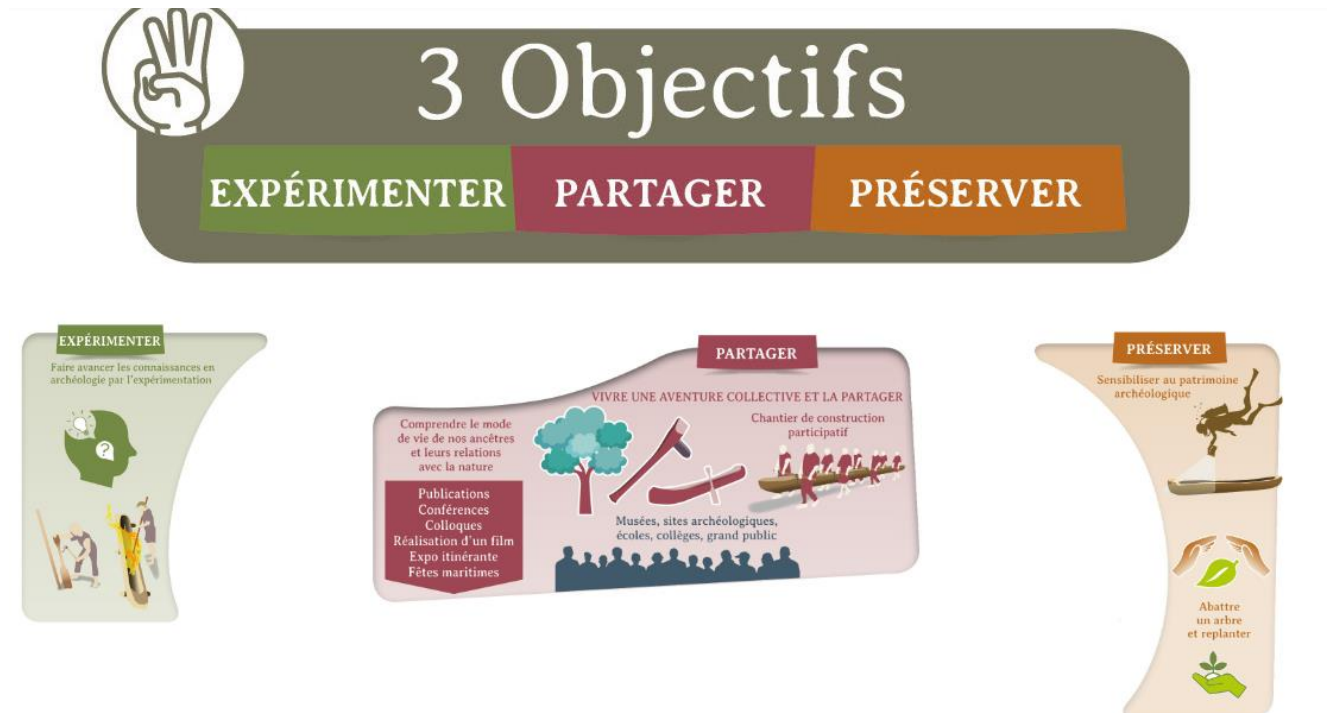 3 Objectifs
EXPÉRIMENTER PARTAGER PRÉSERVER
EXPÉRIMENTER
Faire avancer les connaissances en
archéologie par l'expérimentation
?
PARTAGER
VIVRE UNE AVENTURE COLLECTIVE ET LA PARTAGER
Comprendre le mode
de vie de nos ancêtres
et leurs relations
avec la nature
Publications
Conférences
Colloques
Réalisation d'un film
Expo itinérante
Fêtes maritimes
Chantier de construction
participatif
Musées, sites archéologiques,
écoles, collèges, grand public
PRÉSERVER
Sensibiliser au patrimoine
archéologique
Abattre
un arbre
et replanter